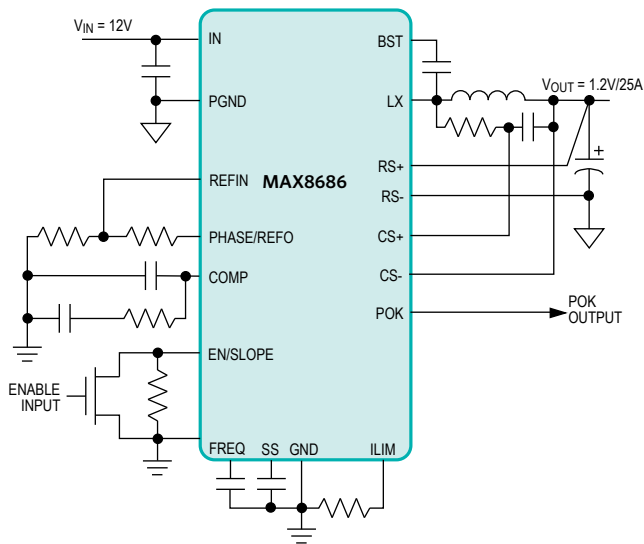 V_IN = 12V
IN
BST
PGND
LX
V_OUT = 1.2V/25A
+
RS+
REFIN
MAX8686
RS-
PHASE/REFO
CS+
COMP
CS-
POK
POK
OUTPUT
EN/SLOPE
ENABLE
INPUT
FREQ SS GND ILIM